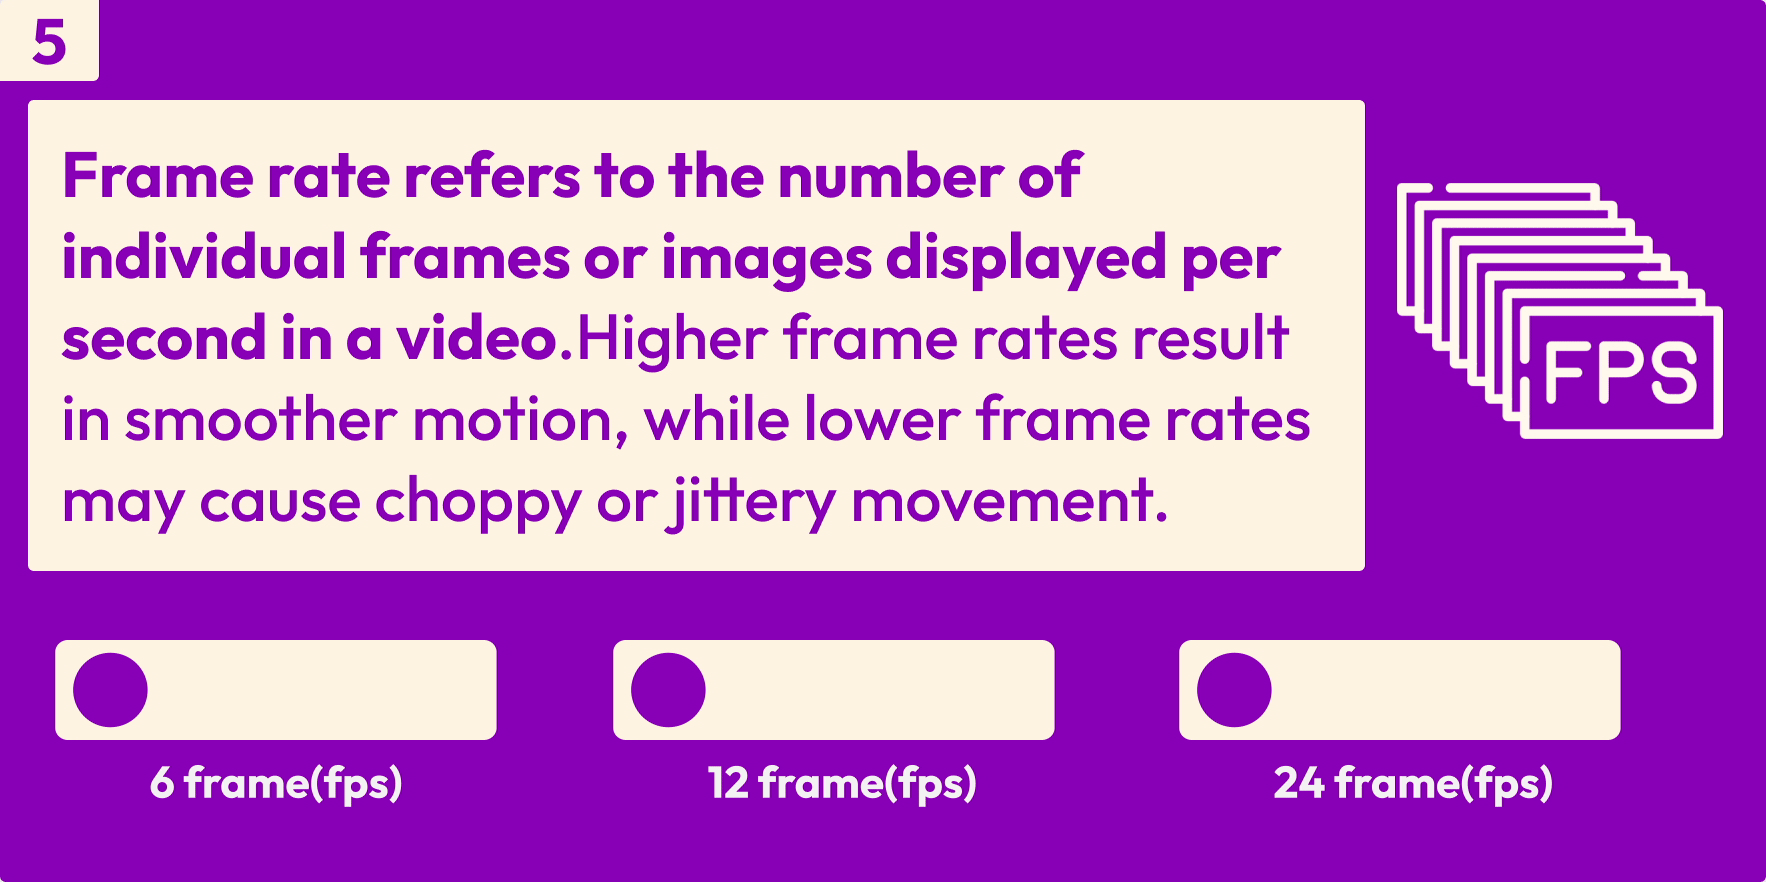 5
Frame rate refers to the number of
individual frames or images displayed per
second in a video.Higher frame rates result
in smoother motion, while lower frame rates
may cause choppy or jittery movement.
FPS
6 frame(fps)
12 frame(fps)
24 frame(fps)